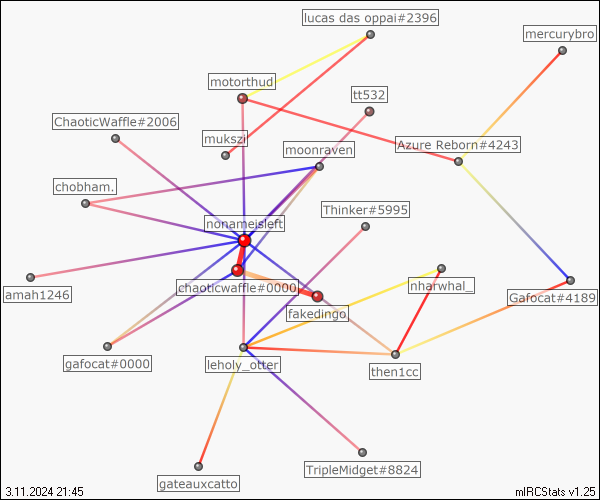 lucas das oppai#2396
mercurybro
motorthud
tt532
ChaoticWaffle#2006
mukszi
moonraven
Azure Reborn#4243
chobham.
Thinker#5995
nonameisleft
amah1246
chaoticwaffle#0000
nharwhal_
Gafocat#4189
fakedingo
gafocat#0000
leholy_otter
then1cc
TripleMidget#8824
gateauxcatto
3.11.2024 21:45
mIRCStats v1.25